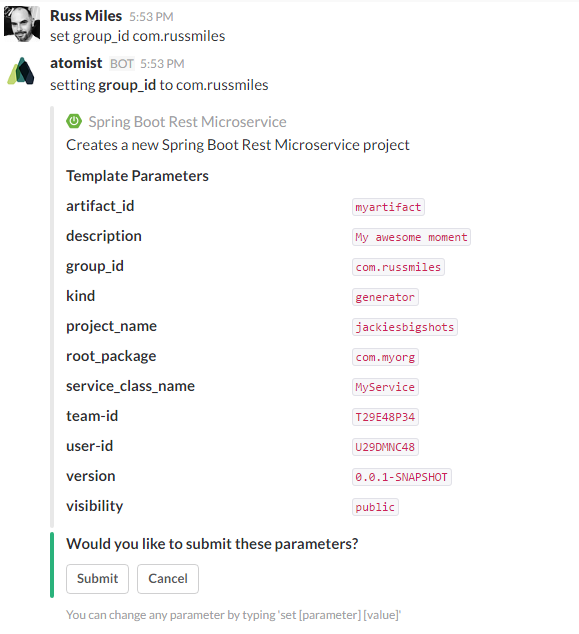 Russ Miles 5:53 PM
set group_id com.russmiles
atomist BOT 5:53 PM
setting group_id to com.russmiles
Spring Boot Rest Microservice
Creates a new Spring Boot Rest Microservice project
Template Parameters
artifact_id myartifact
description My awesome moment
group_id com.russmiles
kind generator
project_name jackiesbigshots
root_package com.myorg
service_class_name MyService
team-id T29E48P34
user-id U29DMNC48
version 0.0.1-SNAPSHOT
visibility public
Would you like to submit these parameters?
Submit Cancel
You can change any parameter by typing 'set [parameter] [value]'